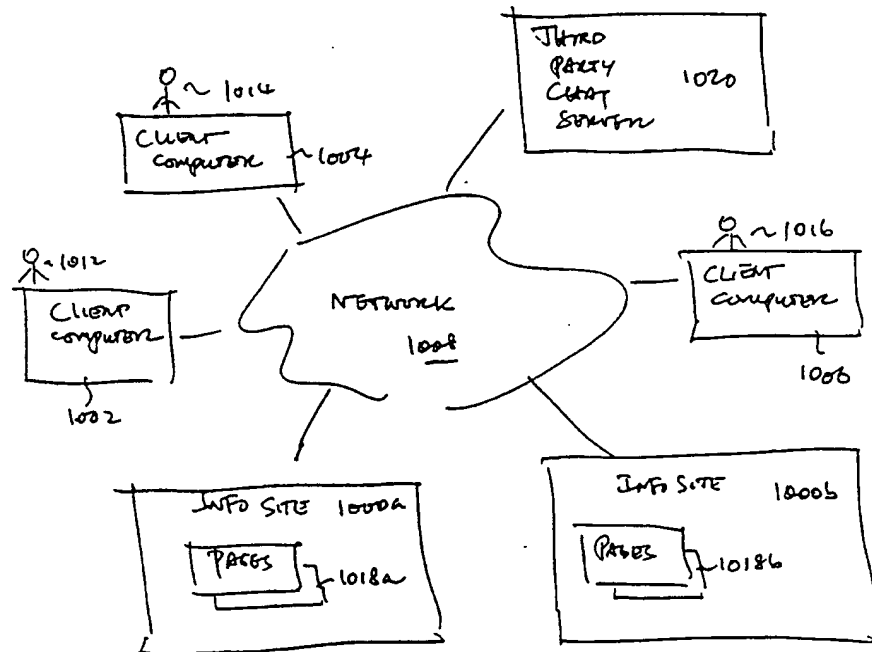 THIRD
PARTY
CHAT
SERVER
1020
1014
CLIENT
COMPUTER
1004
1012
CLIENT
COMPUTER
1002
NETWORK
1008
1016
CLIENT
COMPUTER
1006
INFO SITE 1000a
PAGES
1018a
INFO SITE 1000b
PAGES
1018b